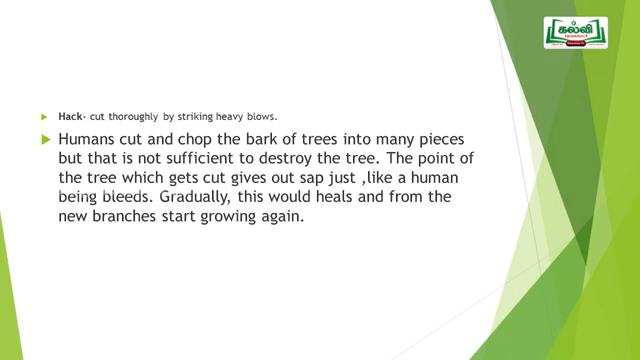 கல்வி
Hack- cut thoroughly by striking heavy blows.
Humans cut and chop the bark of trees into many pieces
but that is not sufficient to destroy the tree. The point of
the tree which gets cut gives out sap just ,like a human
being bleeds. Gradually, this would heals and from the
new branches start growing again.